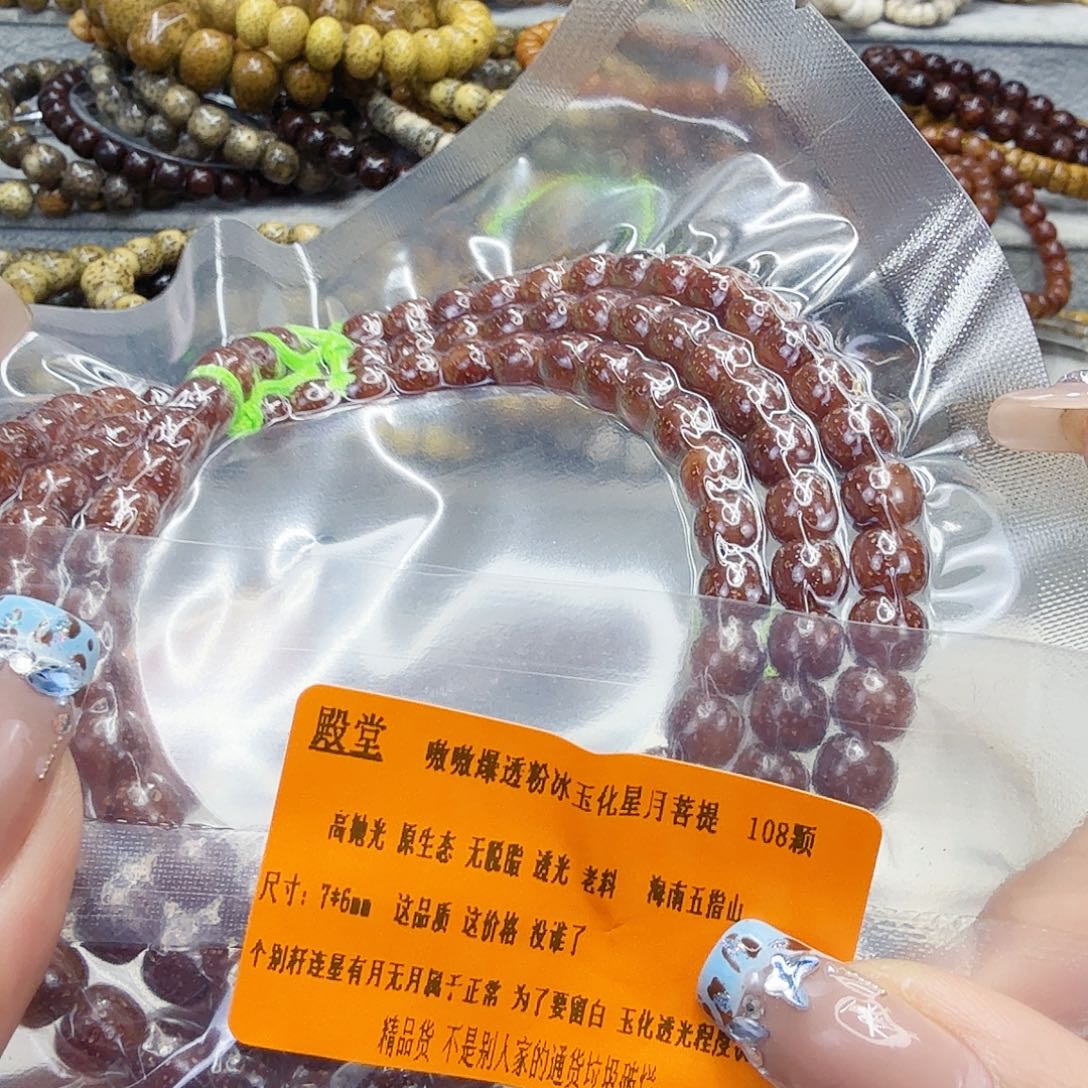 殿堂
嗷嗷爆透粉冰玉化星月菩提 108颗
高抛光 原生态 无脱脂 透光 老料 海南五指山
尺寸：7*6mm 这品质 这价格 没谁了
个别籽连星有月无月属于正常 为了要留白 玉化透光程度
精品货 不是别人家的通货垃圾破烂